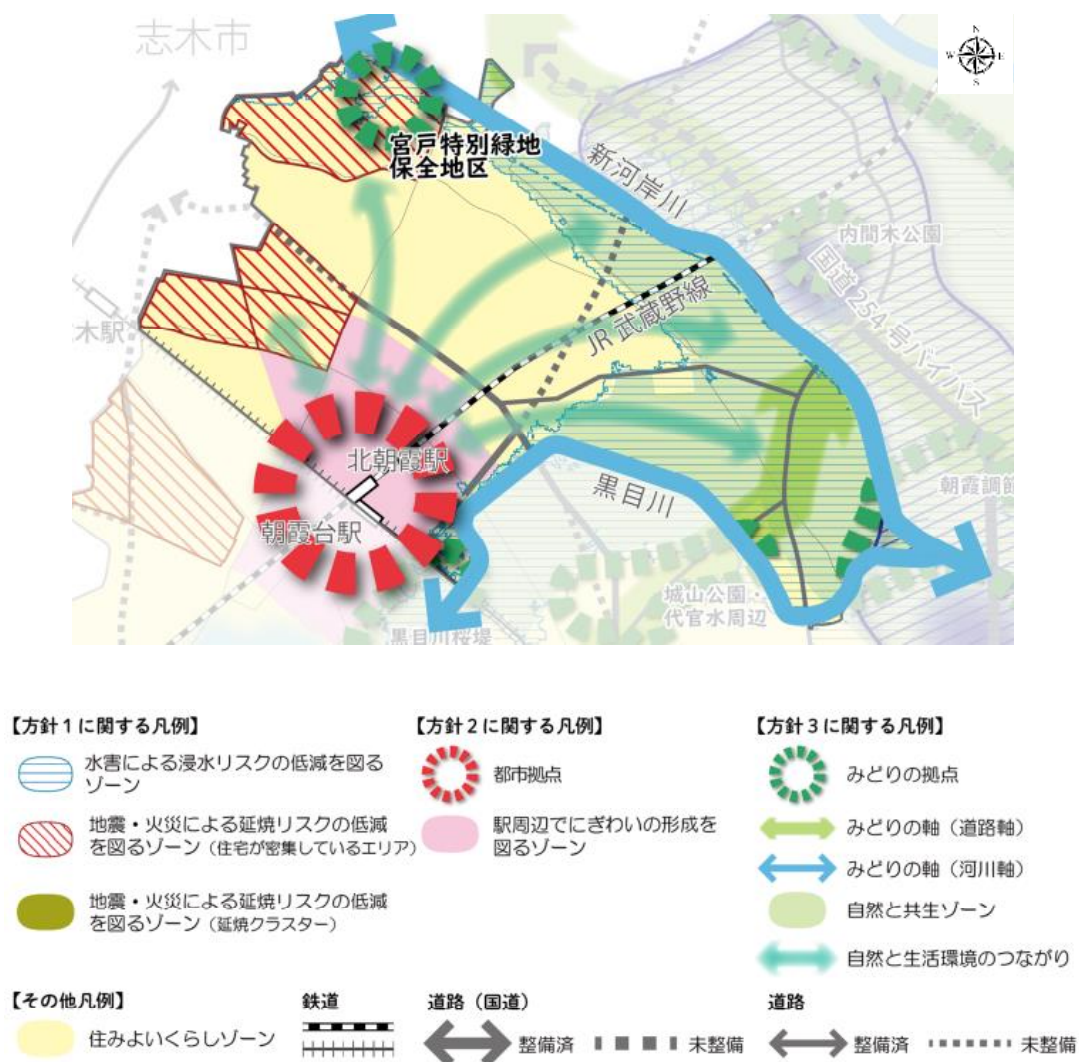 志木市
N
W
E
S
宮戸特別緑地
保全地区
新河岸川
内間木公園
国道254号バイパス
JR 武蔵野線
木駅
北朝霞駅
朝霞台駅
黒目川
朝霞調節
城山公園・
代官水周辺
黒目川桜堤
【方針1に関する凡例】
水害による浸水リスクの低減を図る
ゾーン
地震・火災による延焼リスクの低減
を図るゾーン（住宅が密集しているエリア）
地震・火災による延焼リスクの低減
を図るゾーン（延焼クラスター）
【方針2に関する凡例】
都市拠点
駅周辺でにぎわいの形成を
図るゾーン
【方針3に関する凡例】
みどりの拠点
みどりの軸（道路軸）
みどりの軸（河川軸）
自然と共生ゾーン
自然と生活環境のつながり
【その他凡例】
住みよいくらしゾーン
鉄道
道路（国道）
整備済
未整備
道路
整備済
未整備